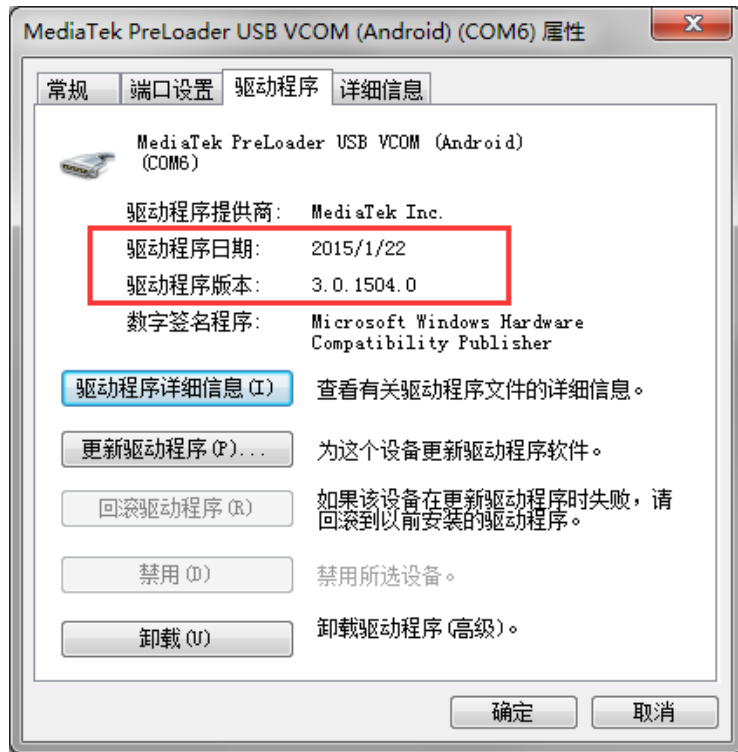 MediaTek PreLoader USB VCOM (Android) (COM6) 属性
常规 端口设置 驱动程序 详细信息
MediaTek PreLoader USB VCOM (Android)
(COM6)
驱动程序提供商: MediaTek Inc.
驱动程序日期: 2015/1/22
驱动程序版本: 3.0.1504.0
数字签名程序: Microsoft Windows Hardware
Compatibility Publisher
驱动程序详细信息(I) 查看有关驱动程序文件的详细信息。
更新驱动程序(P)... 为这个设备更新驱动程序软件。
回滚驱动程序(R) 如果该设备在更新驱动程序时失败，请
回滚到以前安装的驱动程序。
禁用(D) 禁用所选设备。
卸载(U) 卸载驱动程序(高级)。
确定 取消